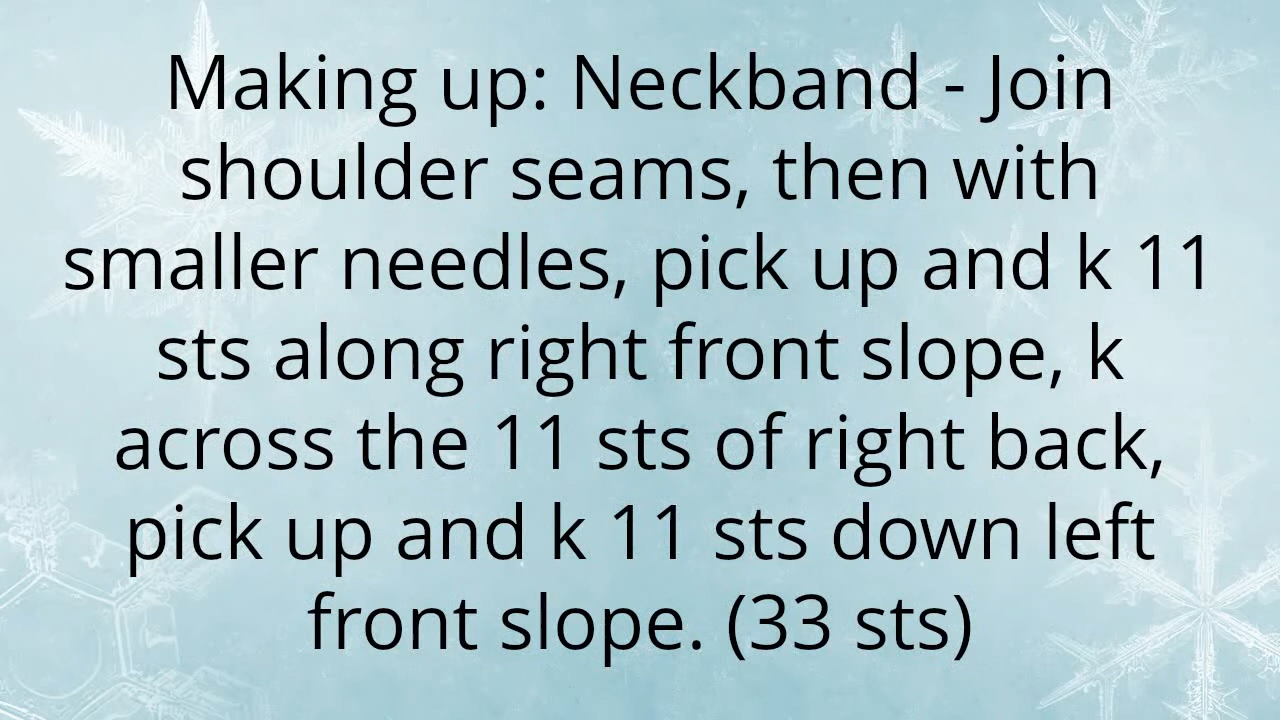 Making up: Neckband - Join
shoulder seams, then with
smaller needles, pick up and k 11
sts along right front slope, k
across the 11 sts of right back,
pick up and k 11 sts down left
front slope. (33 sts)